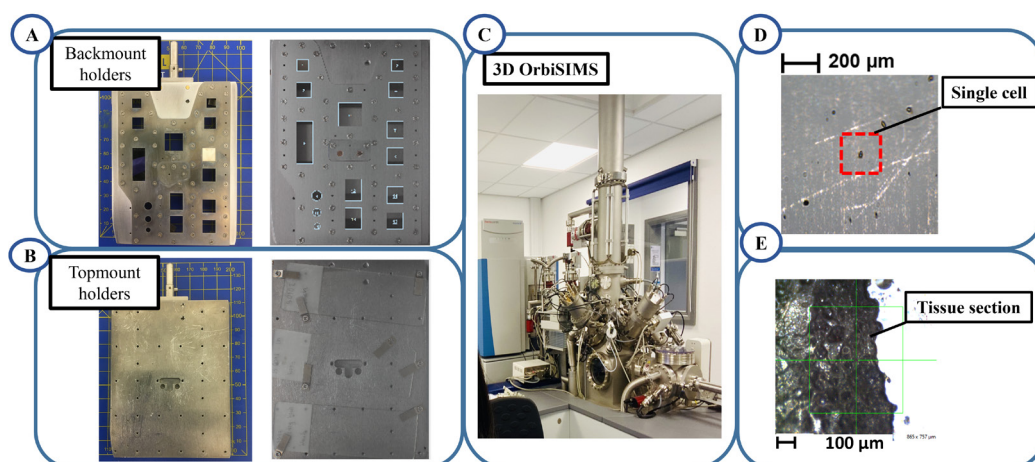 A
Backmount
holders
B
Topmount
holders
C
3D OrbiSIMS
D
200 µm
Single cell
E
Tissue section
100 µm